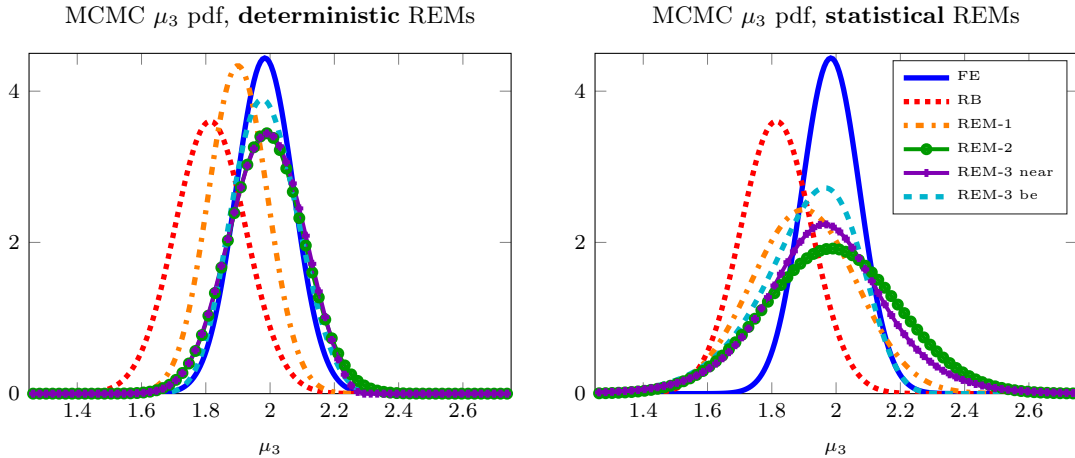 MCMC μ₃ pdf, deterministic REMs
4
2
0
1.4 1.6 1.8 2 2.2 2.4 2.6
μ₃
MCMC μ₃ pdf, statistical REMs
FE
RB
REM-1
REM-2
REM-3 near
REM-3 be
4
2
0
1.4 1.6 1.8 2 2.2 2.4 2.6
μ₃